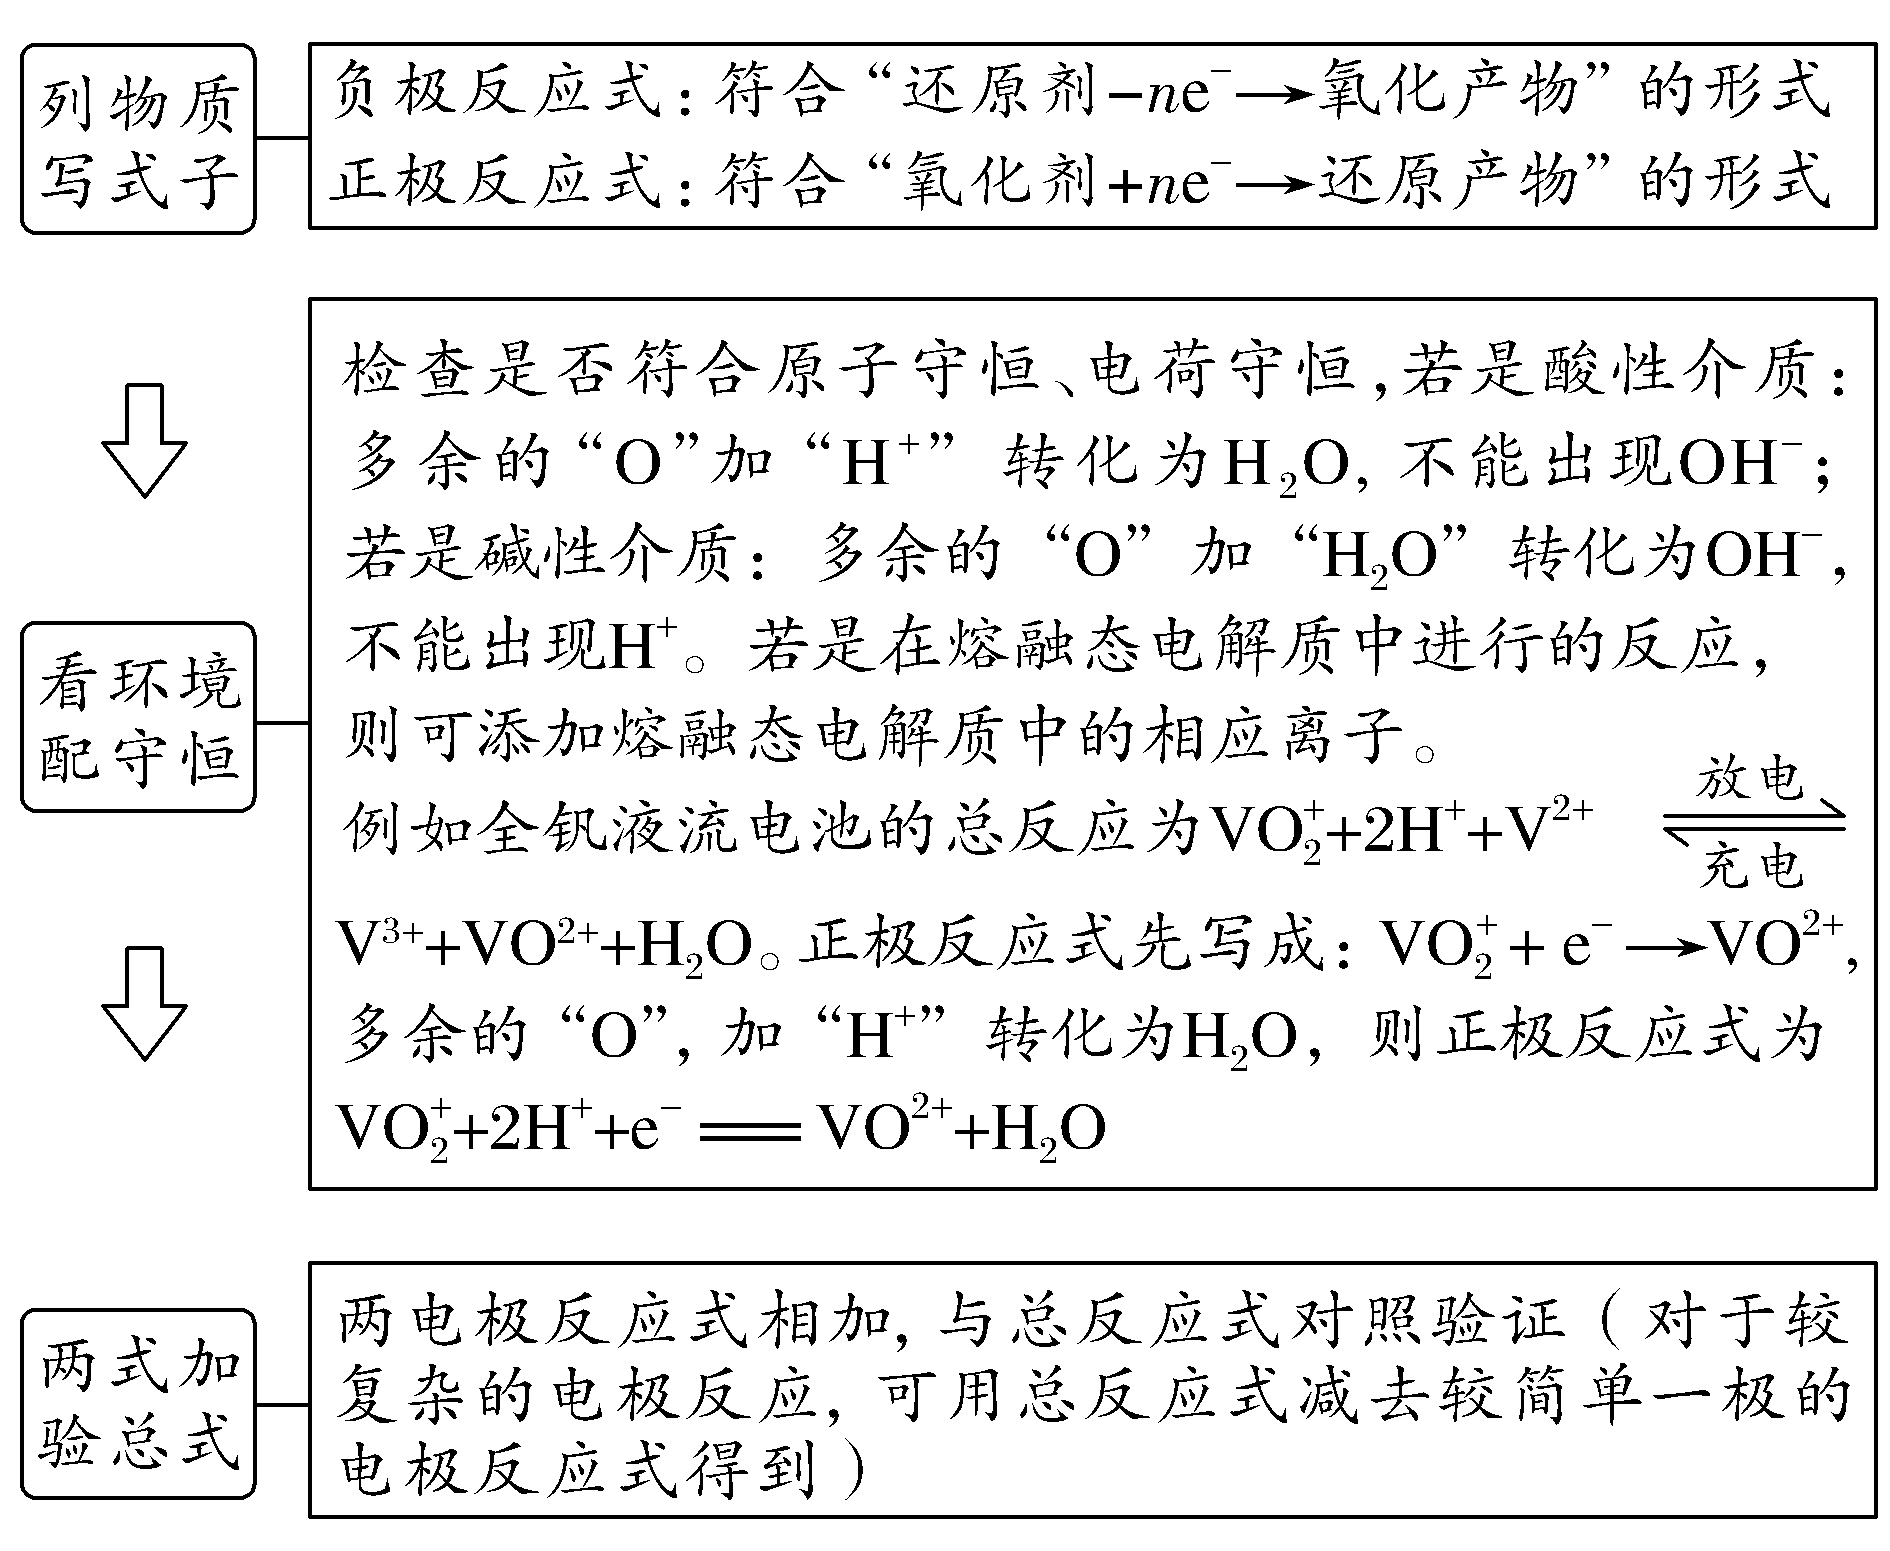 列物质
写式子
负极反应式：符合“还原剂−ne⁻→氧化产物”的形式
正极反应式：符合“氧化剂+ne⁻→还原产物”的形式
看环境
配守恒
检查是否符合原子守恒、电荷守恒,若是酸性介质：
多余的“O”加“H⁺”转化为H₂O, 不能出现OH⁻；
若是碱性介质：多余的“O”加“H₂O”转化为OH⁻，
不能出现H⁺。若是在熔融态电解质中进行的反应，
则可添加熔融态电解质中的相应离子。
放电
例如全钒液流电池的总反应为VO₂⁺+2H⁺+V²⁺ ⇌
充电
V³⁺+VO²⁺+H₂O。正极反应式先写成：VO₂⁺+e⁻→VO²⁺，
多余的“O”, 加“H⁺”转化为H₂O，则正极反应式为
VO₂⁺+2H⁺+e⁻═VO²⁺+H₂O
两式加
验总式
两电极反应式相加, 与总反应式对照验证（对于较
复杂的电极反应, 可用总反应式减去较简单一极的
电极反应式得到）